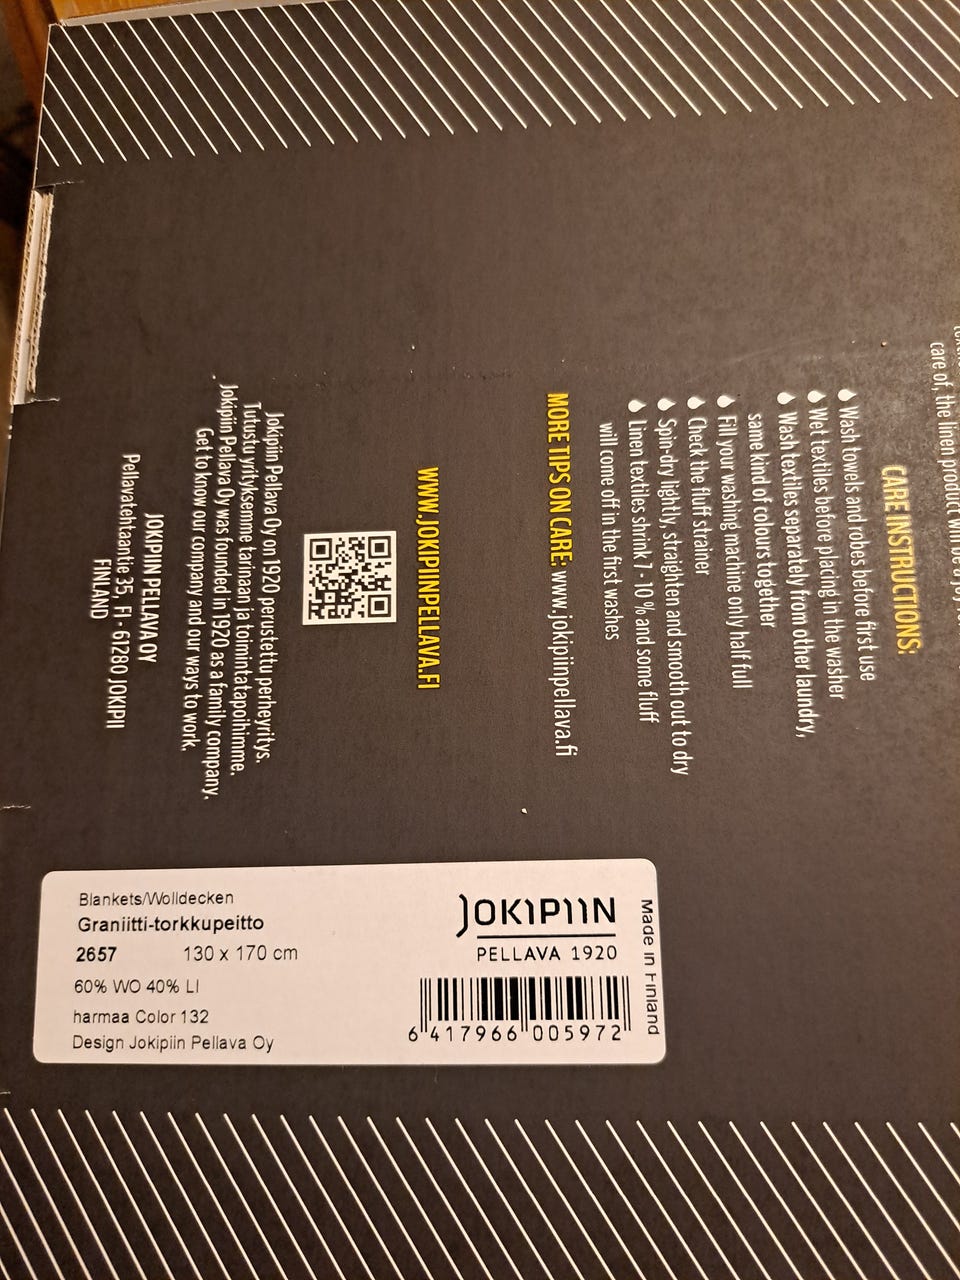 care of, the linen product will be a joy
CARE INSTRUCTIONS:
Wash towels and robes before first use
Wet textiles before placing in the washer
Wash textiles separately from other laundry,
same kind of colours together
Fill your washing machine only half full
Check the fluff strainer
Spin-dry lightly, straighten and smooth out to dry
Linen textiles shrink 7 - 10 % and some fluff
will come off in the first washes
MORE TIPS ON CARE: www.jokipiinpellava.fi
WWW.JOKIPIINPELLAVA.FI
Jokipiin Pellava Oy on 1920 perustettu perheyritys.
Tutustu yrityksemme tarinaan ja toimintatapoihimme.
Jokipiin Pellava Oy was founded in 1920 as a family company.
Get to know our company and our ways to work.
JOKIPIIN PELLAVA OY
Pellavatehtaantie 35, FI - 61280 JOKIPII
FINLAND
Blankets/Wolldecken
Graniitti-torkkupeitto
2657 130 x 170 cm
60% WO 40% LI
harmaa Color 132
Design Jokipiin Pellava Oy
JOKIPIIN
PELLAVA 1920
6 417966 005972
Made in Finland